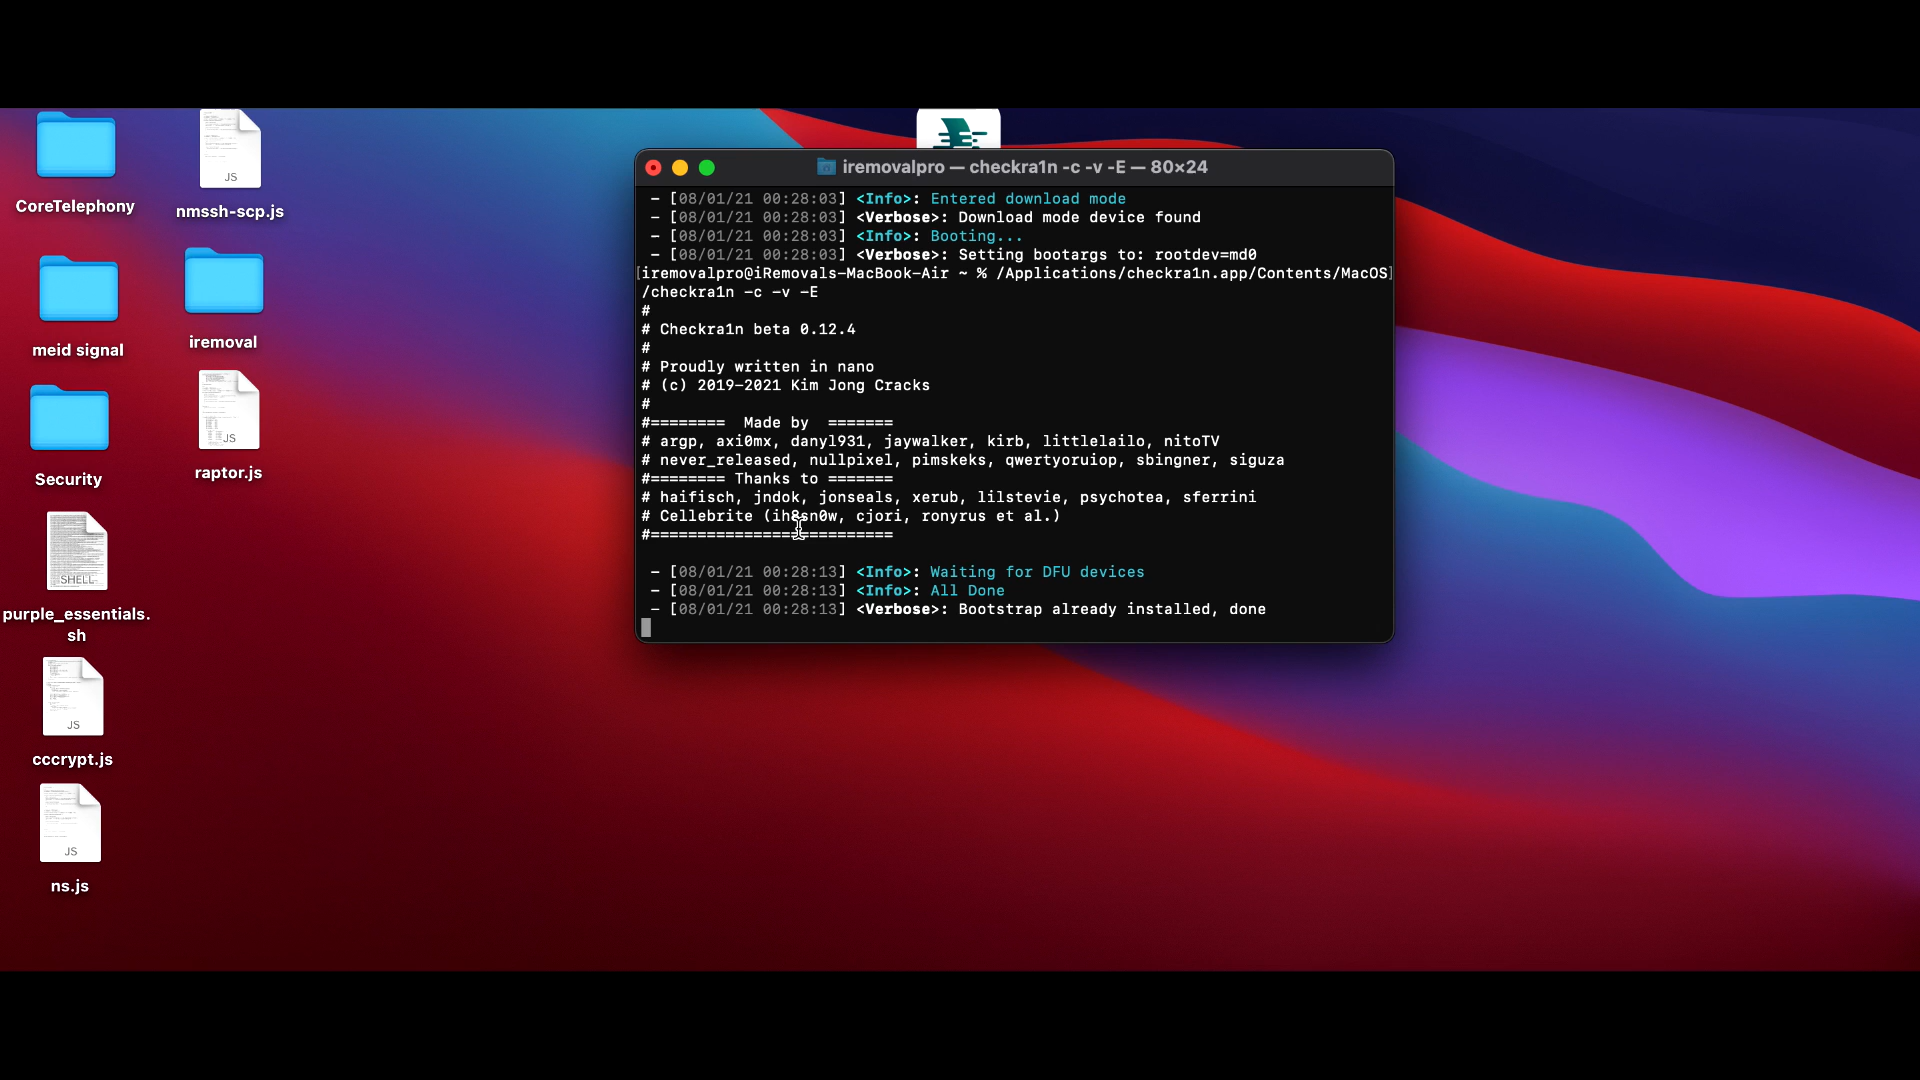 CoreTelephony
JS
nmssh-scp.js
meid signal
iremoval
Security
JS
raptor.js
SHELL
purple_essentials.
sh
JS
cccrypt.js
JS
ns.js
iremovalpro — checkra1n -c -v -E — 80×24
- [08/01/21 00:28:03] <Info>: Entered download mode
- [08/01/21 00:28:03] <Verbose>: Download mode device found
- [08/01/21 00:28:03] <Info>: Booting...
- [08/01/21 00:28:03] <Verbose>: Setting bootargs to: rootdev=md0
[iremovalpro@iRemovals-MacBook-Air ~ % /Applications/checkra1n.app/Contents/MacOS]
/checkra1n -c -v -E
#
# Checkra1n beta 0.12.4
#
# Proudly written in nano
# (c) 2019-2021 Kim Jong Cracks
#
#======== Made by =======
# argp, axi0mx, danyl931, jaywalker, kirb, littlelailo, nitoTV
# never_released, nullpixel, pimskeks, qwertyoruiop, sbingner, siguza
#======== Thanks to =======
# haifisch, jndok, jonseals, xerub, lilstevie, psychotea, sferrini
# Cellebrite (ih8sn0w, cjori, ronyrus et al.)
#==========================
- [08/01/21 00:28:13] <Info>: Waiting for DFU devices
- [08/01/21 00:28:13] <Info>: All Done
- [08/01/21 00:28:13] <Verbose>: Bootstrap already installed, done